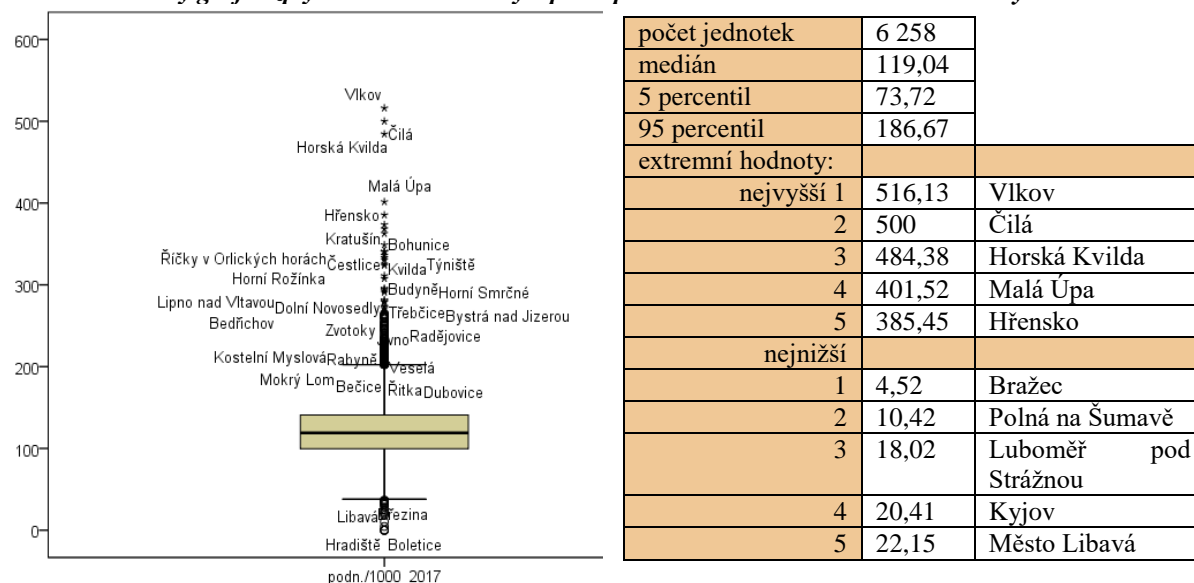 600
500
400
300
200
100
0
Vlkov
Čilá
Horská Kvilda
Malá Úpa
Hřensko
Kratušín
Bohunice
Říčky v Orlických horách
Čestlice
Kvilda
Týniště
Horní Rožínka
Budyně
Horní Smrčné
Lipno nad Vltavou
Dolní Novosedly
Třebčice
Bystrá nad Jizerou
Bedřichov
Zvotoky
Radějovice
Kostelní Myslová
Rabyně
Veselá
Mokrý Lom
Bečice
Řitka
Dubovice
Libavá
Hradiště
Boletice
podn./1000_2017
počet jednotek 6 258
medián 119,04
5 percentil 73,72
95 percentil 186,67
extremní hodnoty:
nejvyšší 1 516,13 Vlkov
2 500 Čilá
3 484,38 Horská Kvilda
4 401,52 Malá Úpa
5 385,45 Hřensko
nejnižší
1 4,52 Bražec
2 10,42 Polná na Šumavě
3 18,02 Luboměř pod
Strážnou
4 20,41 Kyjov
5 22,15 Město Libavá